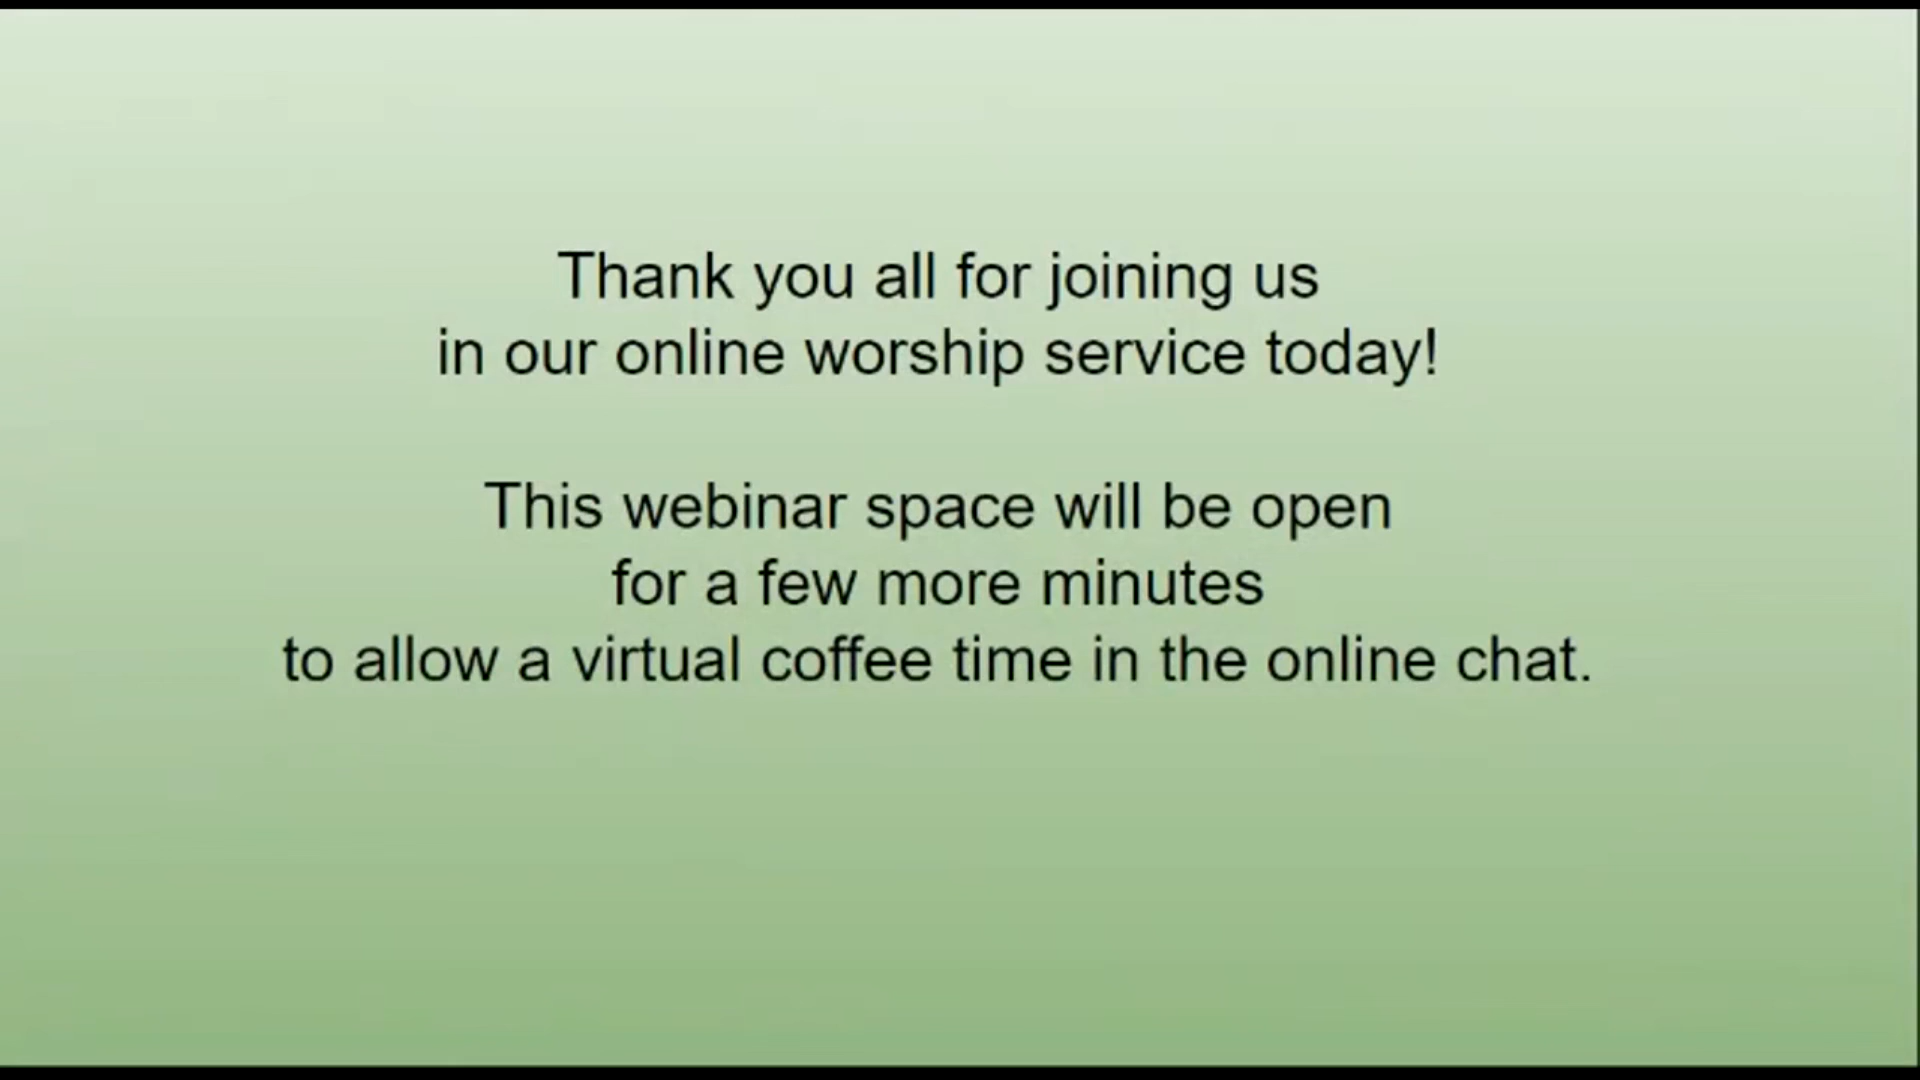 Thank you all for joining us
in our online worship service today!
This webinar space will be open
for a few more minutes
to allow a virtual coffee time in the online chat.